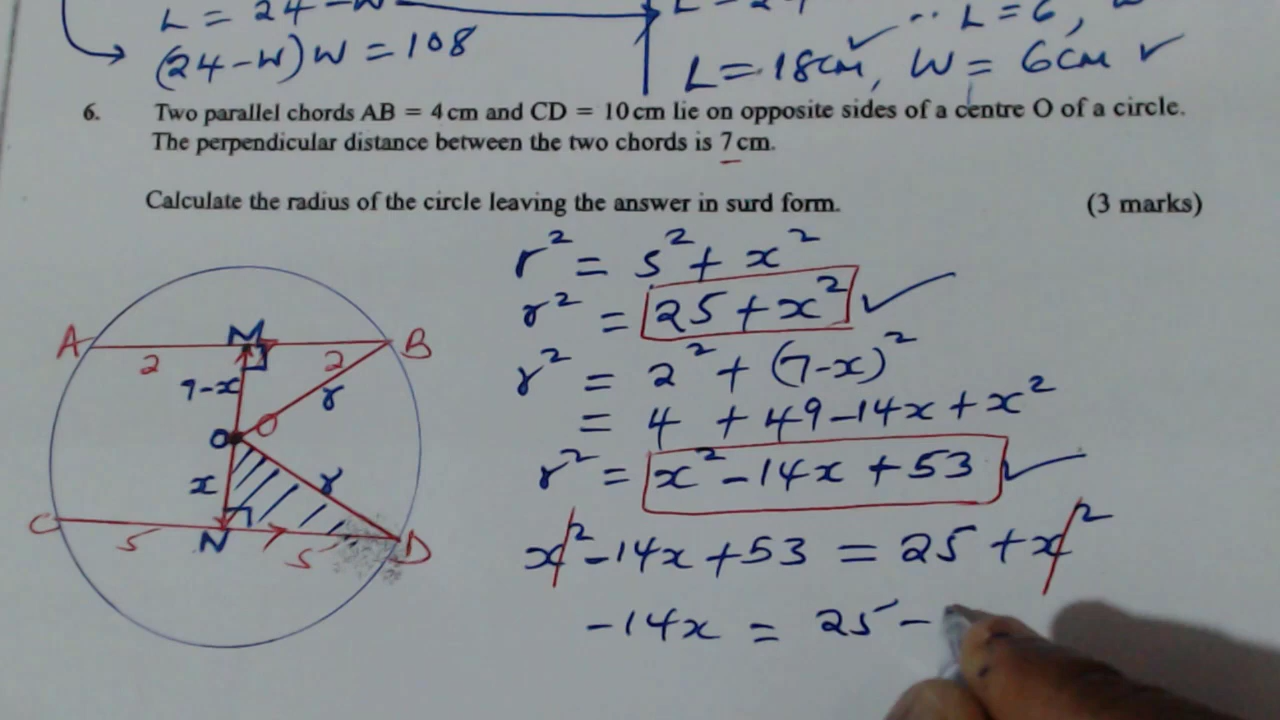 L = 24 - W
(24-W)W = 108
L = 24
∴ L = 6,
L = 18cm, W = 6cm ✓
6. Two parallel chords AB = 4 cm and CD = 10 cm lie on opposite sides of a centre O of a circle.
The perpendicular distance between the two chords is 7 cm.
Calculate the radius of the circle leaving the answer in surd form. (3 marks)
r² = 5² + x²
r² = 25 + x² ✓
r² = 2² + (7-x)²
= 4 + 49 - 14x + x²
r² = x² - 14x + 53 ✓
x² - 14x + 53 = 25 + x²
-14x = 25 -
A M B
2 2
7-x r
O
x r
C N D
5 5